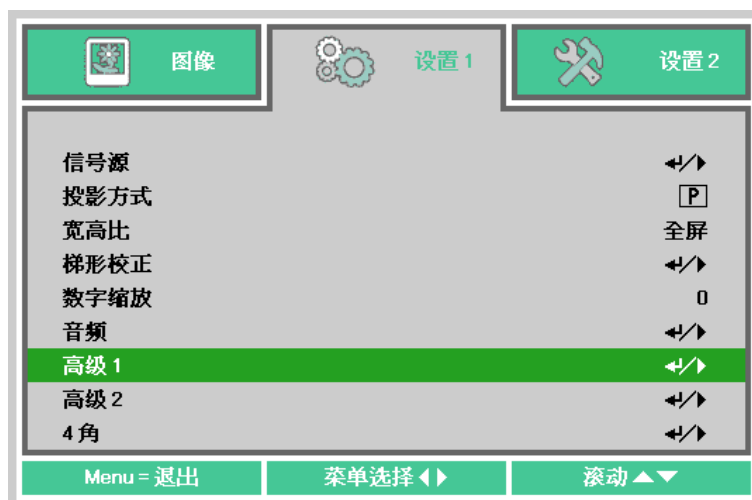 图像 设置 1 设置 2
信号源 ↵/▶
投影方式 P
宽高比 全屏
梯形校正 ↵/▶
数字缩放 0
音频 ↵/▶
高级 1 ↵/▶
高级 2 ↵/▶
4 角 ↵/▶
Menu = 退出 菜单选择 ◀▶ 滚动 ▲▼